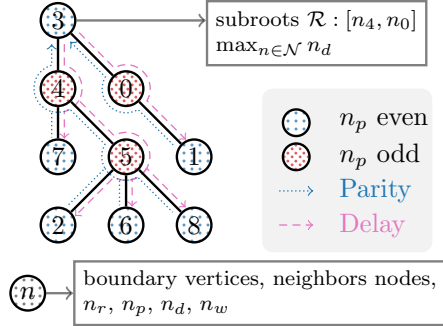 3
subroots $\mathcal{R} : [n_4, n_0]$
$\max_{n \in \mathcal{N}} n_d$
4
0
7
5
1
2
6
8
$n_p$ even
$n_p$ odd
Parity
Delay
n
boundary vertices, neighbors nodes,
$n_r$, $n_p$, $n_d$, $n_w$